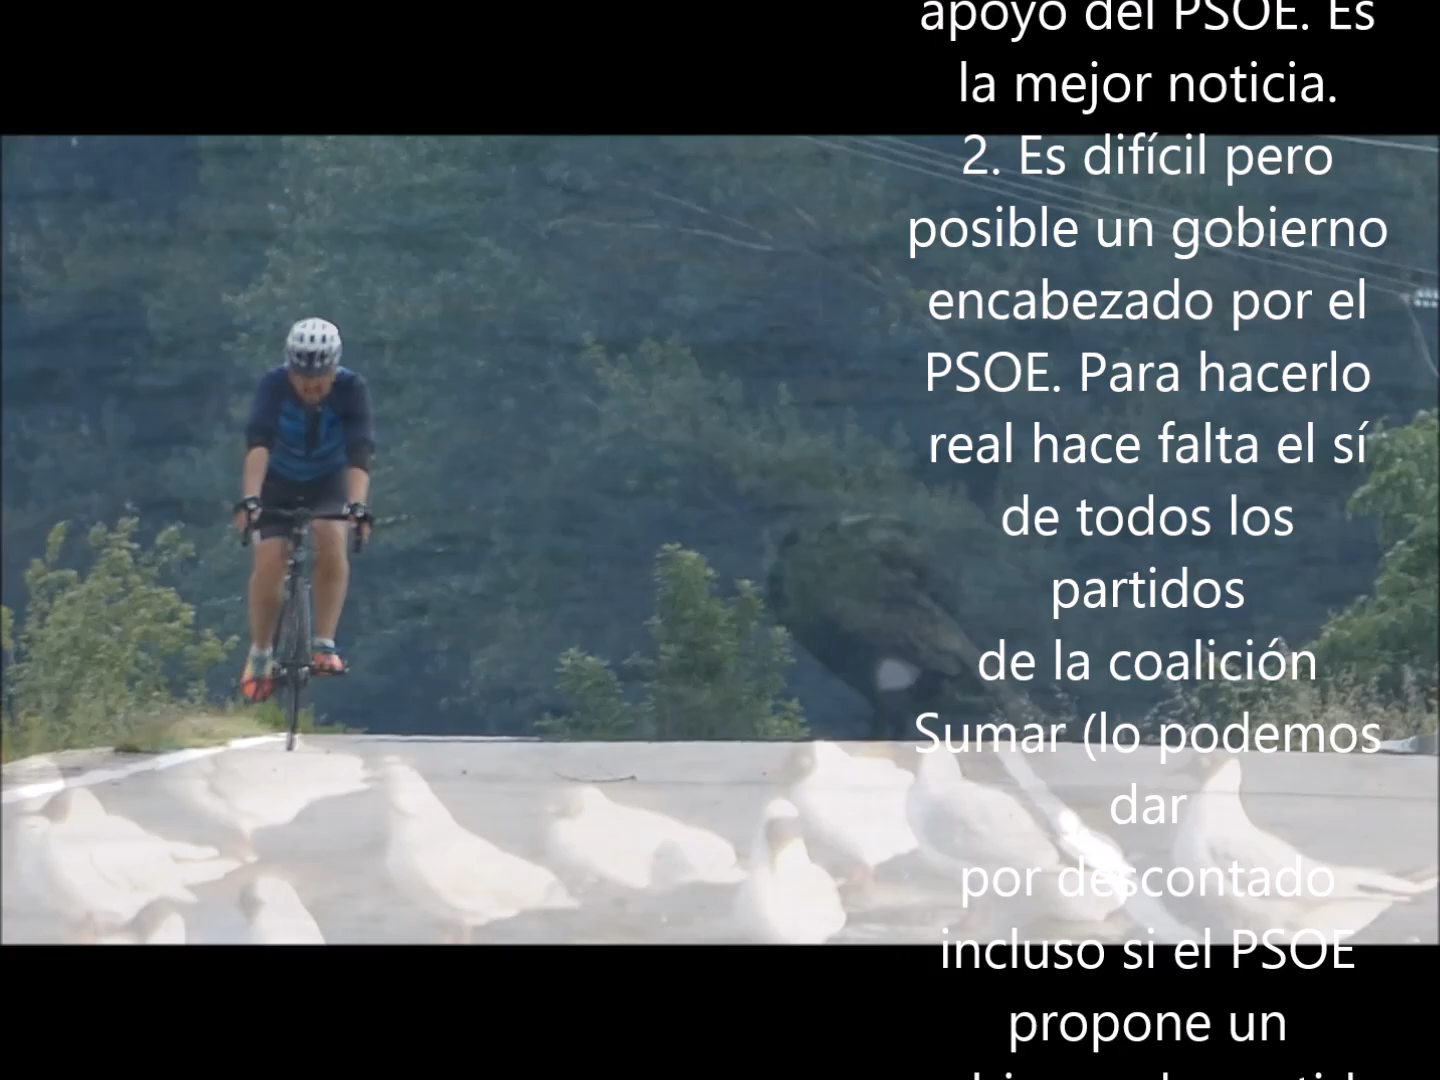 apoyo del PSOE. Es
la mejor noticia.
2. Es difícil pero
posible un gobierno
encabezado por el
PSOE. Para hacerlo
real hace falta el sí
de todos los
partidos
de la coalición
Sumar (lo podemos
dar
por descontado
incluso si el PSOE
propone un